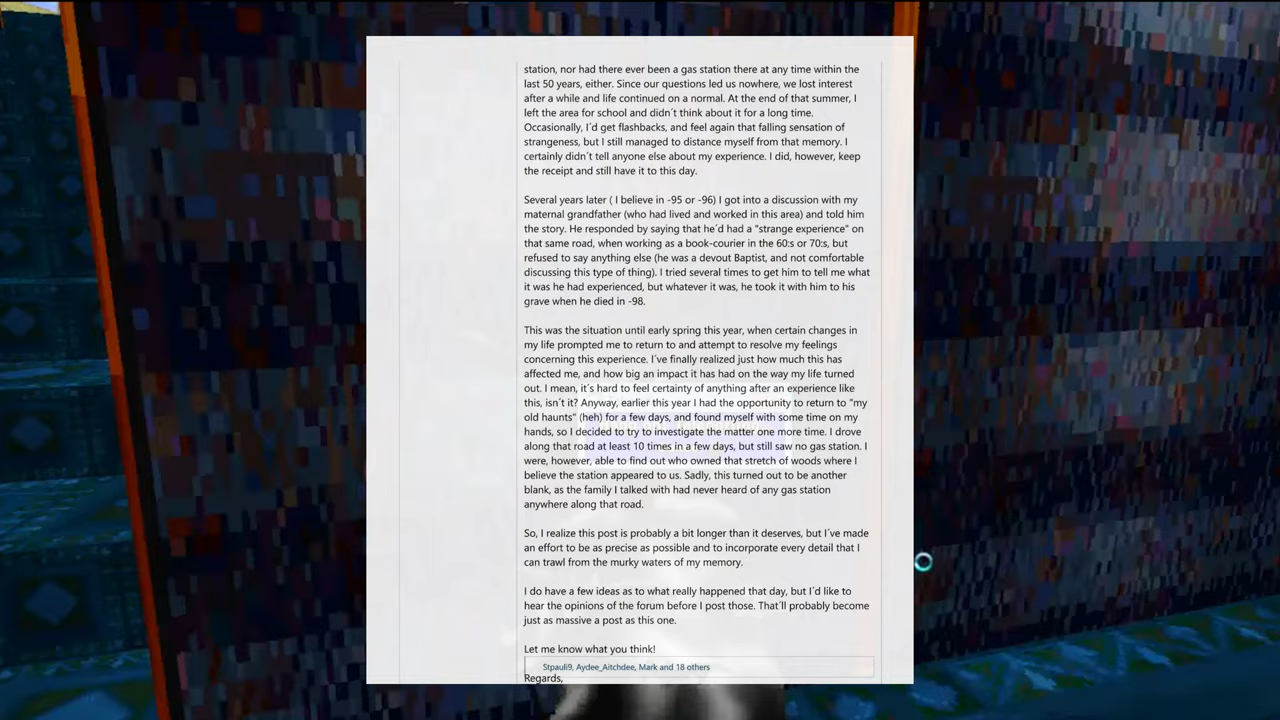 station, nor had there ever been a gas station there at any time within the
last 50 years, either. Since our questions led us nowhere, we lost interest
after a while and life continued on a normal. At the end of that summer, I
left the area for school and didn´t think about it for a long time.
Occasionally, I´d get flashbacks, and feel again that falling sensation of
strangeness, but I still managed to distance myself from that memory. I
certainly didn´t tell anyone else about my experience. I did, however, keep
the receipt and still have it to this day.

Several years later ( I believe in -95 or -96) I got into a discussion with my
maternal grandfather (who had lived and worked in this area) and told him
the story. He responded by saying that he´d had a "strange experience" on
that same road, when working as a book-courier in the 60:s or 70:s, but
refused to say anything else (he was a devout Baptist, and not comfortable
discussing this type of thing). I tried several times to get him to tell me what
it was he had experienced, but whatever it was, he took it with him to his
grave when he died in -98.

This was the situation until early spring this year, when certain changes in
my life prompted me to return to and attempt to resolve my feelings
concerning this experience. I´ve finally realized just how much this has
affected me, and how big an impact it has had on the way my life turned
out. I mean, it´s hard to feel certainty of anything after an experience like
this, isn´t it? Anyway, earlier this year I had the opportunity to return to "my
old haunts" (heh) for a few days, and found myself with some time on my
hands, so I decided to try to investigate the matter one more time. I drove
along that road at least 10 times in a few days, but still saw no gas station. I
were, however, able to find out who owned that stretch of woods where I
believe the station appeared to us. Sadly, this turned out to be another
blank, as the family I talked with had never heard of any gas station
anywhere along that road.

So, I realize this post is probably a bit longer than it deserves, but I´ve made
an effort to be as precise as possible and to incorporate every detail that I
can trawl from the murky waters of my memory.

I do have a few ideas as to what really happened that day, but I´d like to
hear the opinions of the forum before I post those. That´ll probably become
just as massive a post as this one.

Let me know what you think!
Stpauli9, Aydee_Aitchdee, Mark and 18 others
Regards,